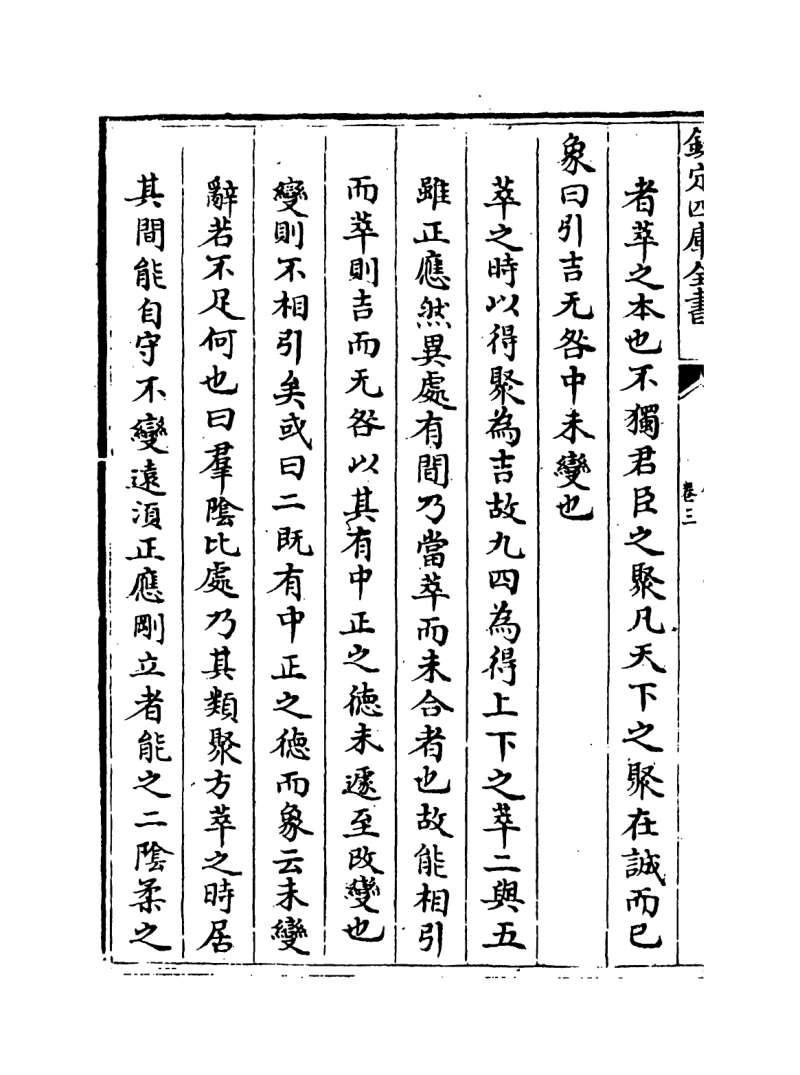 欽定四庫全書
卷三
者萃之本也不獨君臣之聚凡天下之聚在誠而已
象曰引吉无咎中未變也
萃之時以得聚為吉故九四為得上下之萃二與五
雖正應然異處有間乃當萃而未合者也故能相引
而萃則吉而无咎以其有中正之德未遽至改變也
變則不相引矣或曰二既有中正之德而象云未變
辭若不足何也曰羣陰比處乃其類聚方萃之時居
其間能自守不變遠須正應剛立者能之二陰柔之